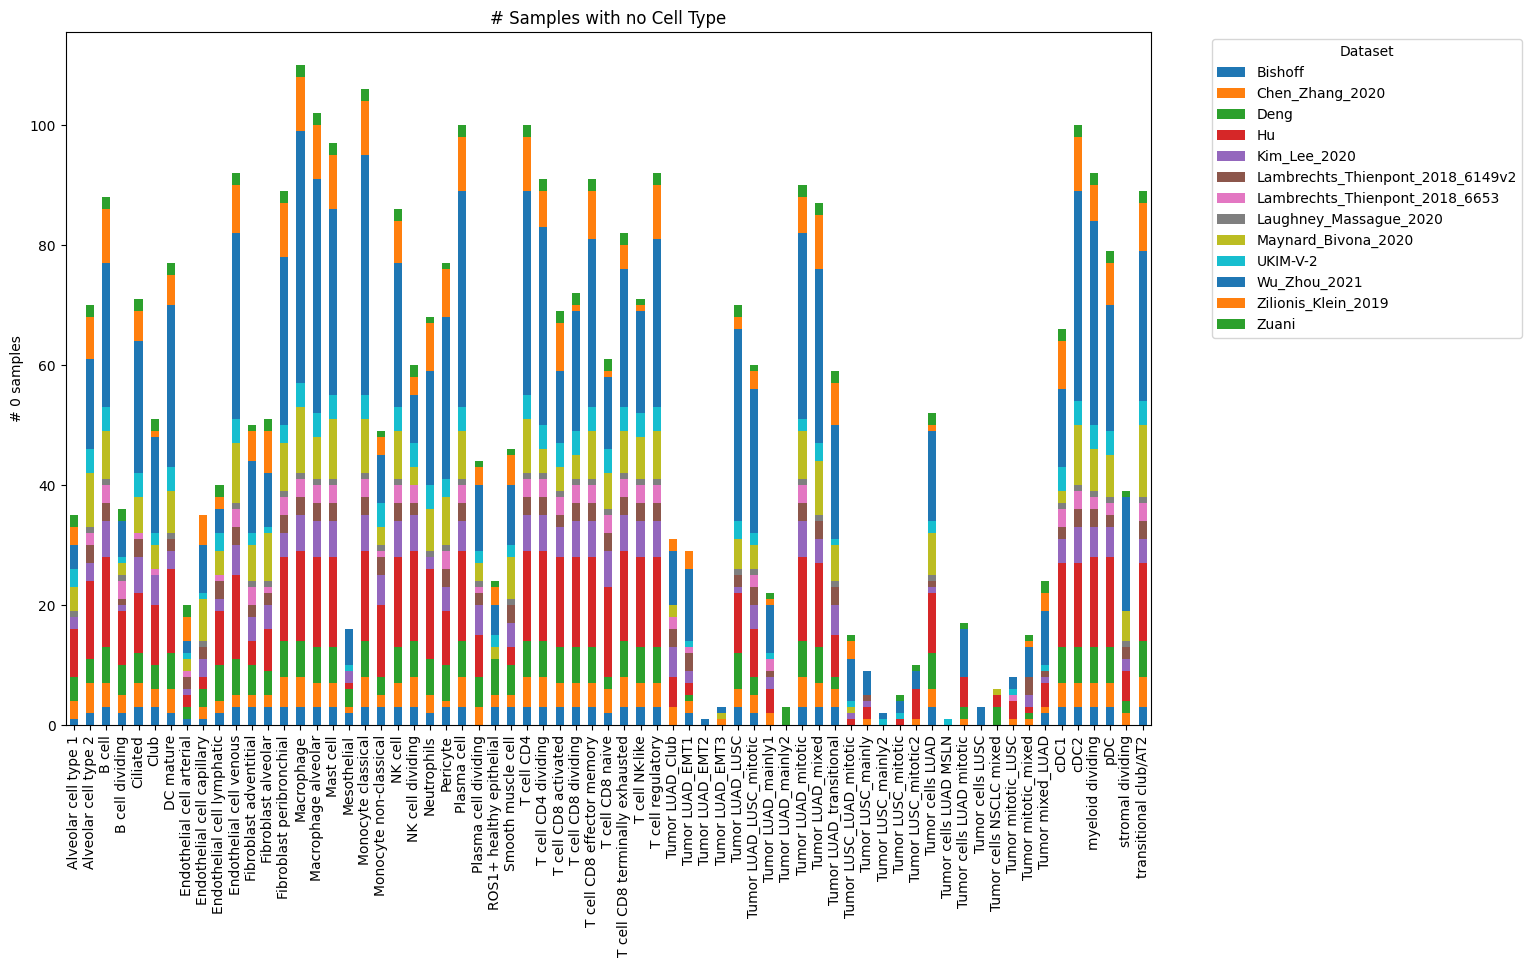 # Samples with no Cell Type
# 0 samples
100
80
60
40
20
0
Alveolar cell type 1
Alveolar cell type 2
B cell
B cell dividing
Ciliated
Club
DC mature
Endothelial cell arterial
Endothelial cell capillary
Endothelial cell lymphatic
Endothelial cell venous
Fibroblast adventitial
Fibroblast alveolar
Fibroblast peribronchial
Macrophage
Macrophage alveolar
Mast cell
Mesothelial
Monocyte classical
Monocyte non-classical
NK cell
NK cell dividing
Neutrophils
Pericyte
Plasma cell
Plasma cell dividing
ROS1+ healthy epithelial
Smooth muscle cell
T cell CD4
T cell CD4 dividing
T cell CD8 activated
T cell CD8 dividing
T cell CD8 effector memory
T cell CD8 naive
T cell CD8 terminally exhausted
T cell NK-like
T cell regulatory
Tumor LUAD_Club
Tumor LUAD_EMT1
Tumor LUAD_EMT2
Tumor LUAD_EMT3
Tumor LUAD_LUSC
Tumor LUAD_LUSC_mitotic
Tumor LUAD_mainly1
Tumor LUAD_mainly2
Tumor LUAD_mitotic
Tumor LUAD_mixed
Tumor LUAD_transitional
Tumor LUSC_LUAD_mitotic
Tumor LUSC_mainly
Tumor LUSC_mainly2
Tumor LUSC_mitotic
Tumor LUSC_mitotic2
Tumor cells LUAD
Tumor cells LUAD MSLN
Tumor cells LUAD mitotic
Tumor cells LUSC
Tumor cells NSCLC mixed
Tumor mitotic_LUSC
Tumor mitotic_mixed
Tumor mixed_LUAD
cDC1
cDC2
myeloid dividing
pDC
stromal dividing
transitional club/AT2
Dataset
Bishoff
Chen_Zhang_2020
Deng
Hu
Kim_Lee_2020
Lambrechts_Thienpont_2018_6149v2
Lambrechts_Thienpont_2018_6653
Laughney_Massague_2020
Maynard_Bivona_2020
UKIM-V-2
Wu_Zhou_2021
Zilionis_Klein_2019
Zuani